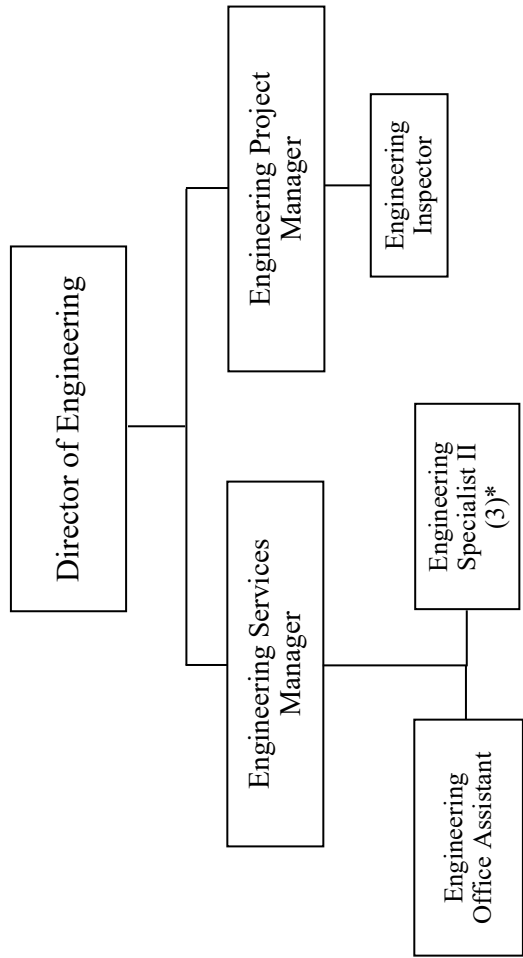 Director of Engineering
Engineering Services
Manager
Engineering Project
Manager
Engineering
Office Assistant
Engineering
Specialist II
(3)*
Engineering
Inspector